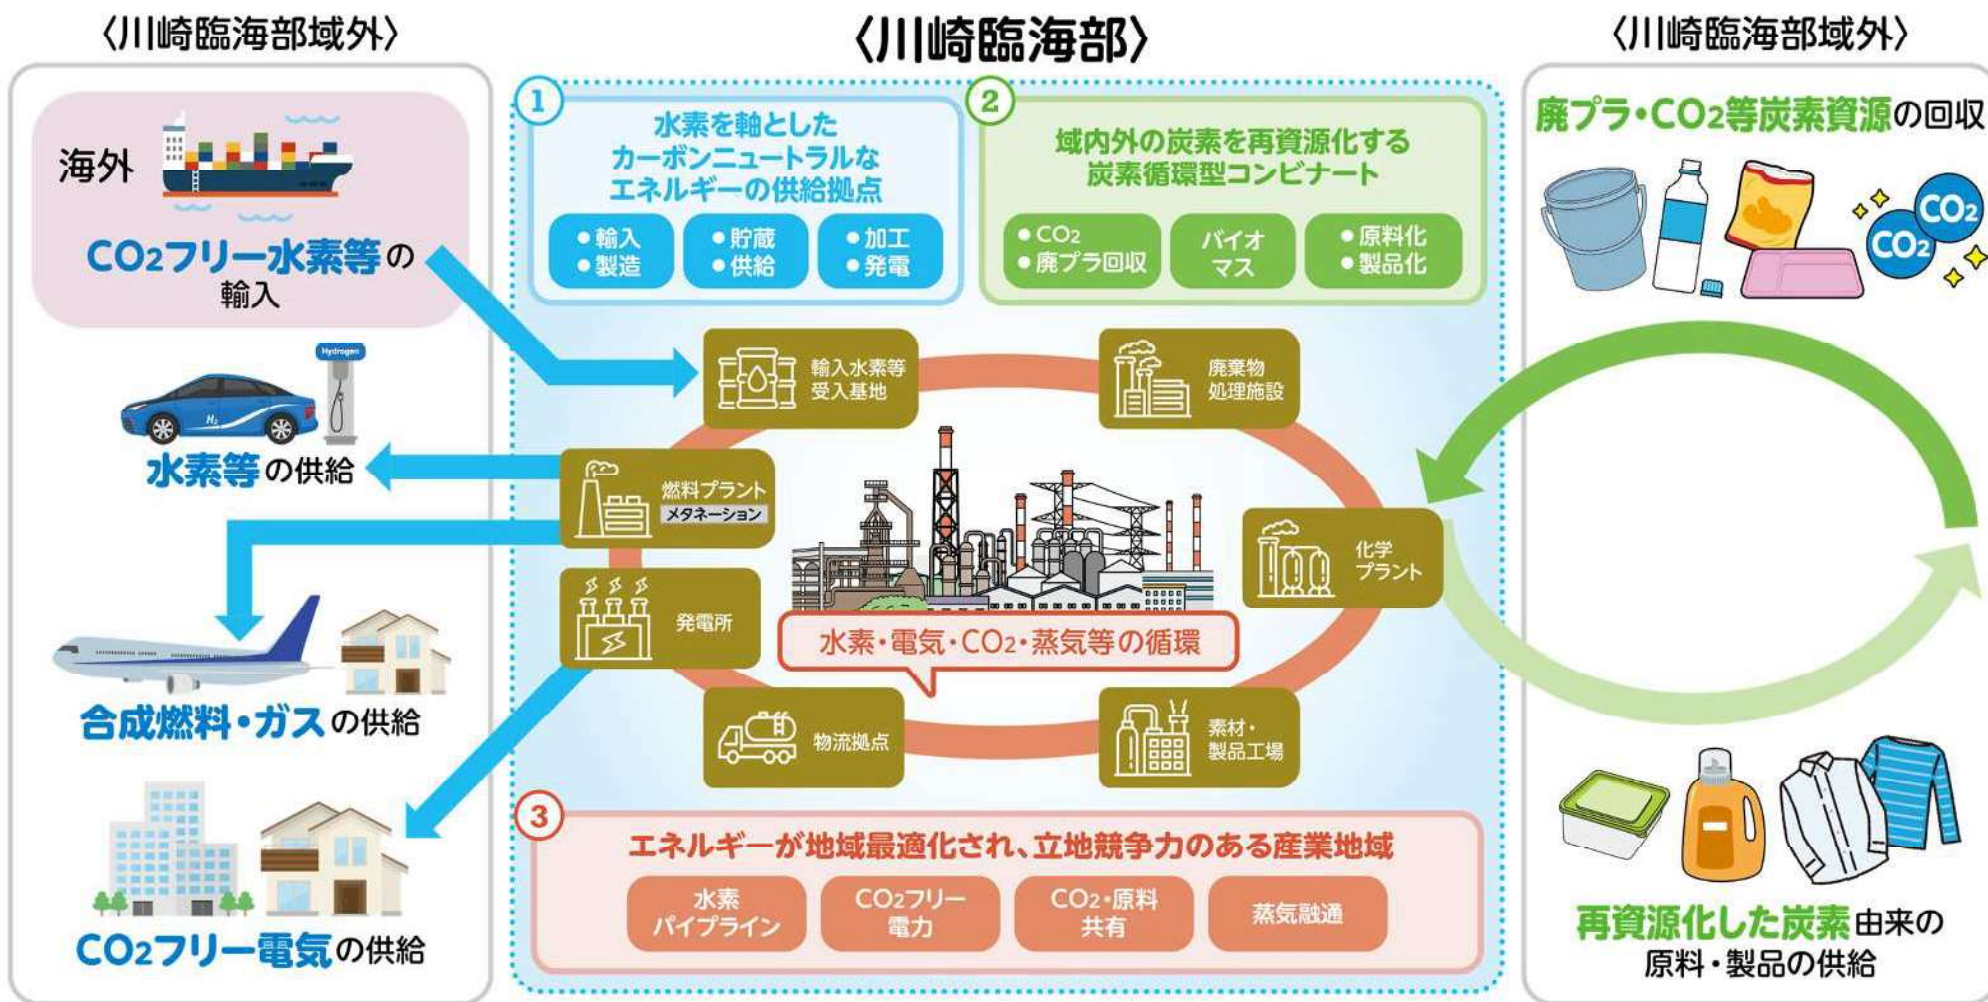 〈川崎臨海部域外〉
海外
CO2フリー水素等の
輸入
Hydrogen
H2
水素等の供給
合成燃料・ガスの供給
CO2フリー電気の供給
〈川崎臨海部〉
1
水素を軸とした
カーボンニュートラルな
エネルギーの供給拠点
●輸入
●製造
●貯蔵
●供給
●加工
●発電
2
域内外の炭素を再資源化する
炭素循環型コンビナート
●CO2
●廃プラ回収
バイオ
マス
●原料化
●製品化
輸入水素等
受入基地
廃棄物
処理施設
燃料プラント
メタネーション
化学
プラント
発電所
水素・電気・CO2・蒸気等の循環
物流拠点
素材・
製品工場
3
エネルギーが地域最適化され、立地競争力のある産業地域
水素
パイプライン
CO2フリー
電力
CO2・原料
共有
蒸気融通
〈川崎臨海部域外〉
廃プラ・CO2等炭素資源の回収
CO2
CO2
再資源化した炭素由来の
原料・製品の供給